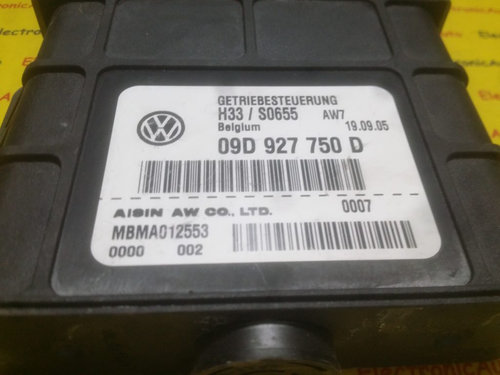 GETRIEBESTEUERUNG
H33 / S0655 AW7
Belgium 19.09.05
09D 927 750 D
AISIN AW CO., LTD. 0007
MBMA012553
0000 002